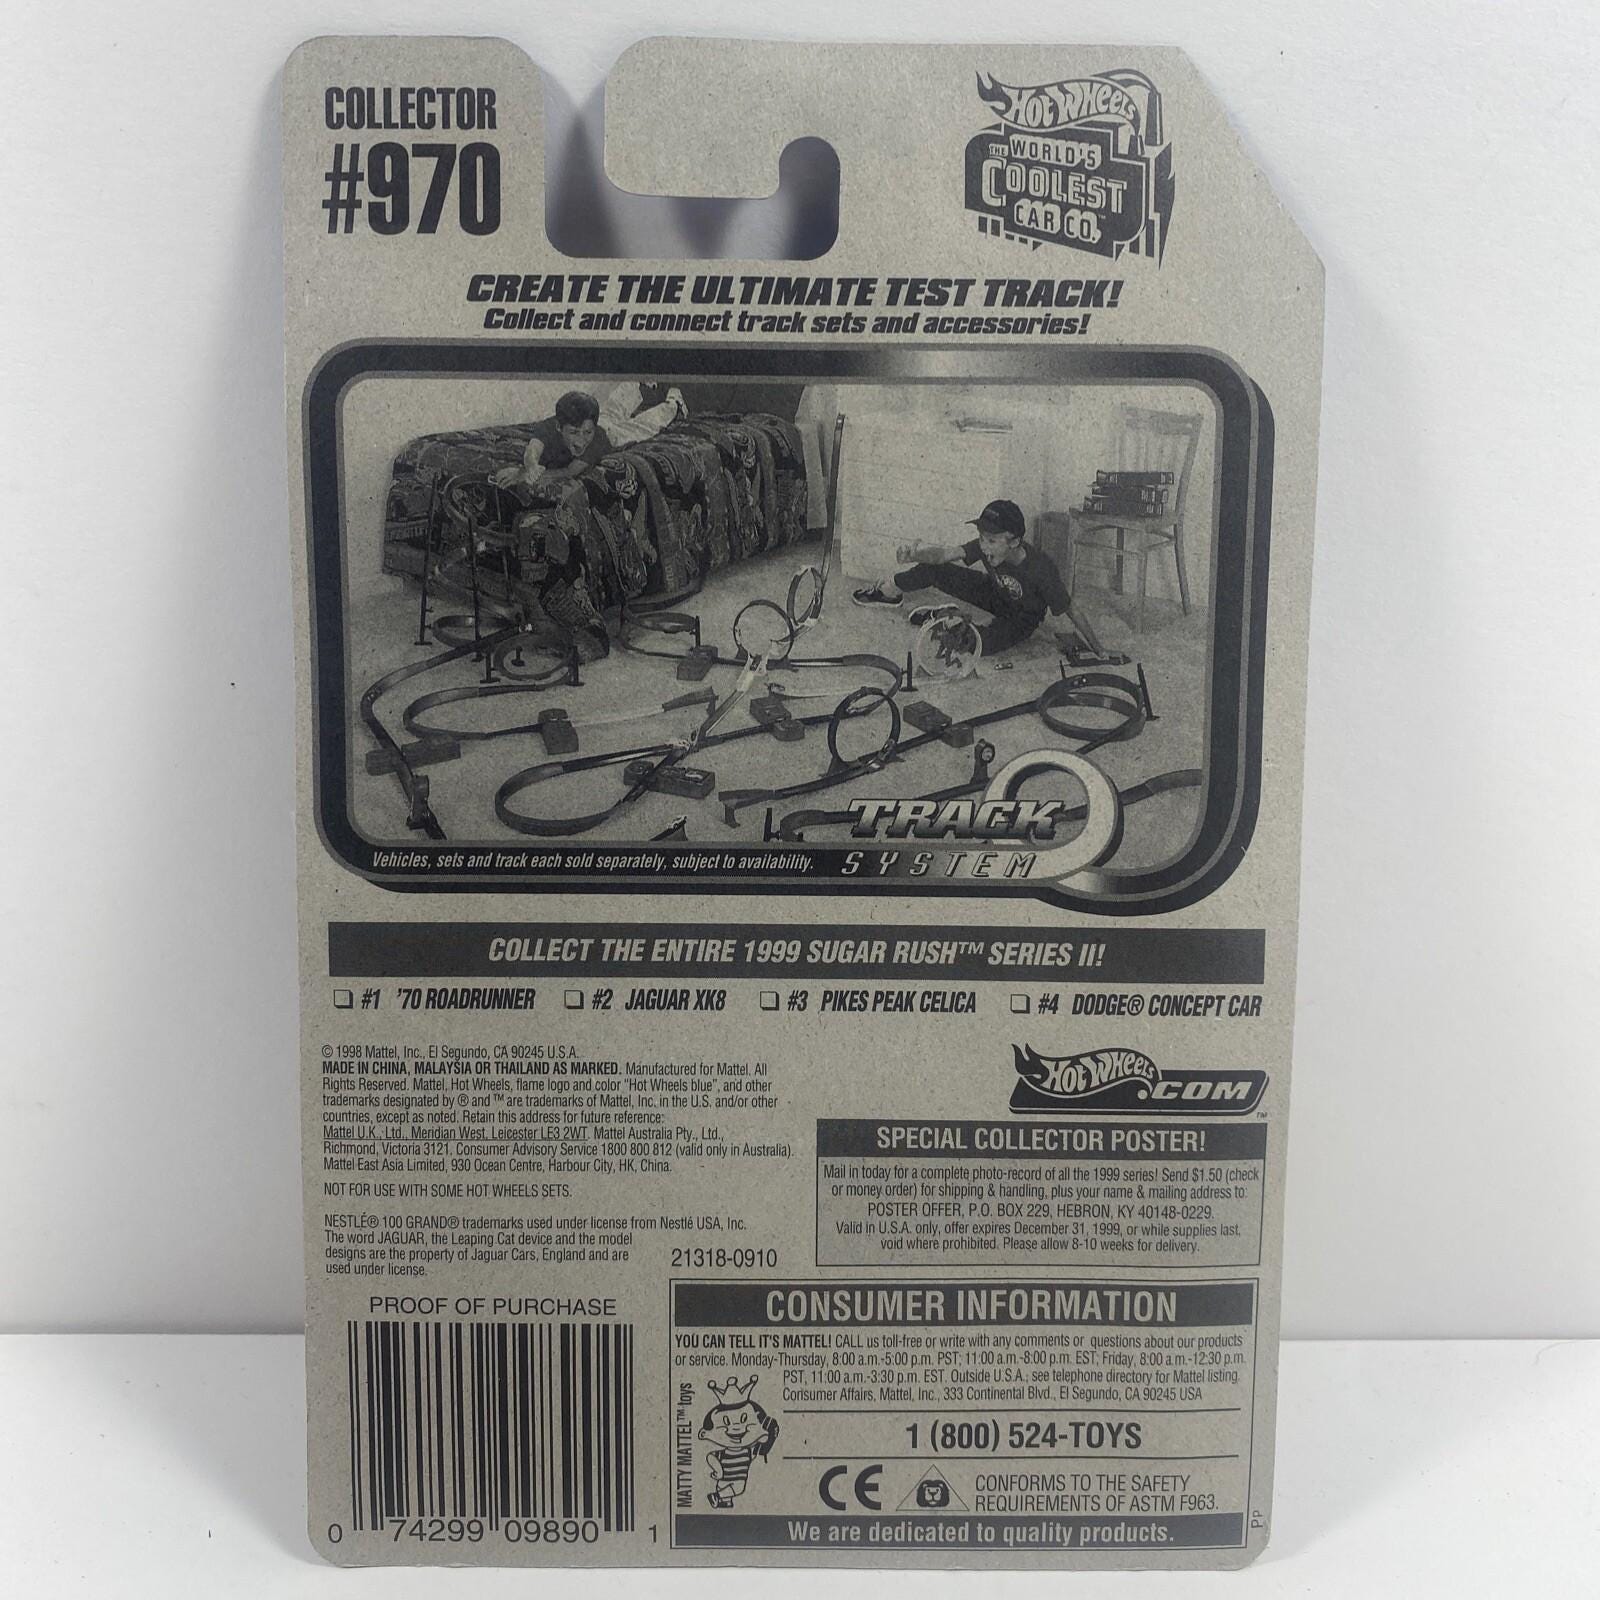 COLLECTOR
#970
HOT WHEELS
THE WORLD'S
COOLEST
CAR CO.™
CREATE THE ULTIMATE TEST TRACK!
Collect and connect track sets and accessories!
TRACK
SYSTEM
Vehicles, sets and track each sold separately, subject to availability.
COLLECT THE ENTIRE 1999 SUGAR RUSH™ SERIES II!
❏ #1 '70 ROADRUNNER ❏ #2 JAGUAR XK8 ❏ #3 PIKES PEAK CELICA ❏ #4 DODGE® CONCEPT CAR
© 1998 Mattel, Inc., El Segundo, CA 90245 U.S.A.
MADE IN CHINA, MALAYSIA OR THAILAND AS MARKED. Manufactured for Mattel. All
Rights Reserved. Mattel, Hot Wheels, flame logo and color "Hot Wheels blue", and other
trademarks designated by ® and ™ are trademarks of Mattel, Inc. in the U.S. and/or other
countries, except as noted. Retain this address for future reference:
Mattel U.K., Ltd., Meridian West, Leicester LE3 2WT. Mattel Australia Pty., Ltd.,
Richmond, Victoria 3121. Consumer Advisory Service 1800 800 812 (valid only in Australia).
Mattel East Asia Limited, 930 Ocean Centre, Harbour City, HK, China.
NOT FOR USE WITH SOME HOT WHEELS SETS.
NESTLÉ® 100 GRAND® trademarks used under license from Nestlé USA, Inc.
The word JAGUAR, the Leaping Cat device and the model
designs are the property of Jaguar Cars, England and are
used under license.
21318-0910
HOT WHEELS.COM™
SPECIAL COLLECTOR POSTER!
Mail in today for a complete photo-record of all the 1999 series! Send $1.50 (check
or money order) for shipping & handling, plus your name & mailing address to:
POSTER OFFER, P.O. BOX 229, HEBRON, KY 40148-0229.
Valid in U.S.A. only, offer expires December 31, 1999, or while supplies last,
void where prohibited. Please allow 8-10 weeks for delivery.
PROOF OF PURCHASE
0 74299 09890 1
CONSUMER INFORMATION
YOU CAN TELL IT'S MATTEL! CALL us toll-free or write with any comments or questions about our products
or service. Monday-Thursday, 8:00 a.m.-5:00 p.m. PST; 11:00 a.m.-8:00 p.m. EST, Friday, 8:00 a.m.-12:30 p.m.
PST, 11:00 a.m.-3:30 p.m. EST. Outside U.S.A.; see telephone directory for Mattel listing.
Consumer Affairs, Mattel, Inc., 333 Continental Blvd., El Segundo, CA 90245 USA
MATTY MATTEL™ toys
1 (800) 524-TOYS
CE
CONFORMS TO THE SAFETY
REQUIREMENTS OF ASTM F963.
We are dedicated to quality products.
PP